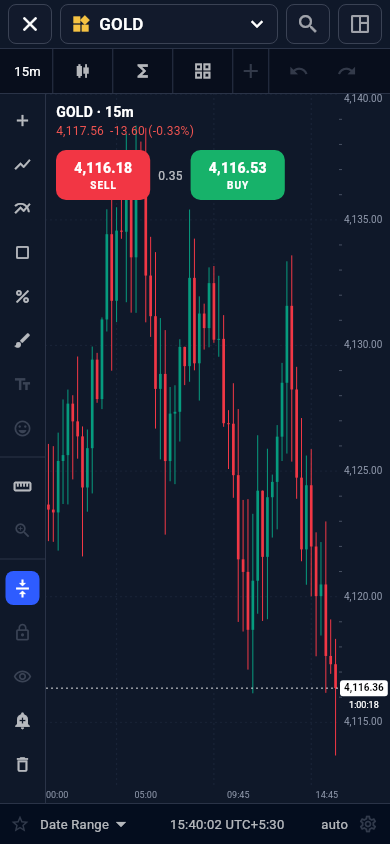 GOLD
15m
4,140.00
GOLD · 15m
4,117.56 -13.60 (-0.33%)
4,116.18
SELL
0.35
4,116.53
BUY
4,135.00
4,130.00
4,125.00
4,120.00
4,116.36
1:00:18
4,115.00
00:00 05:00 09:45 14:45
Date Range 15:40:02 UTC+5:30 auto